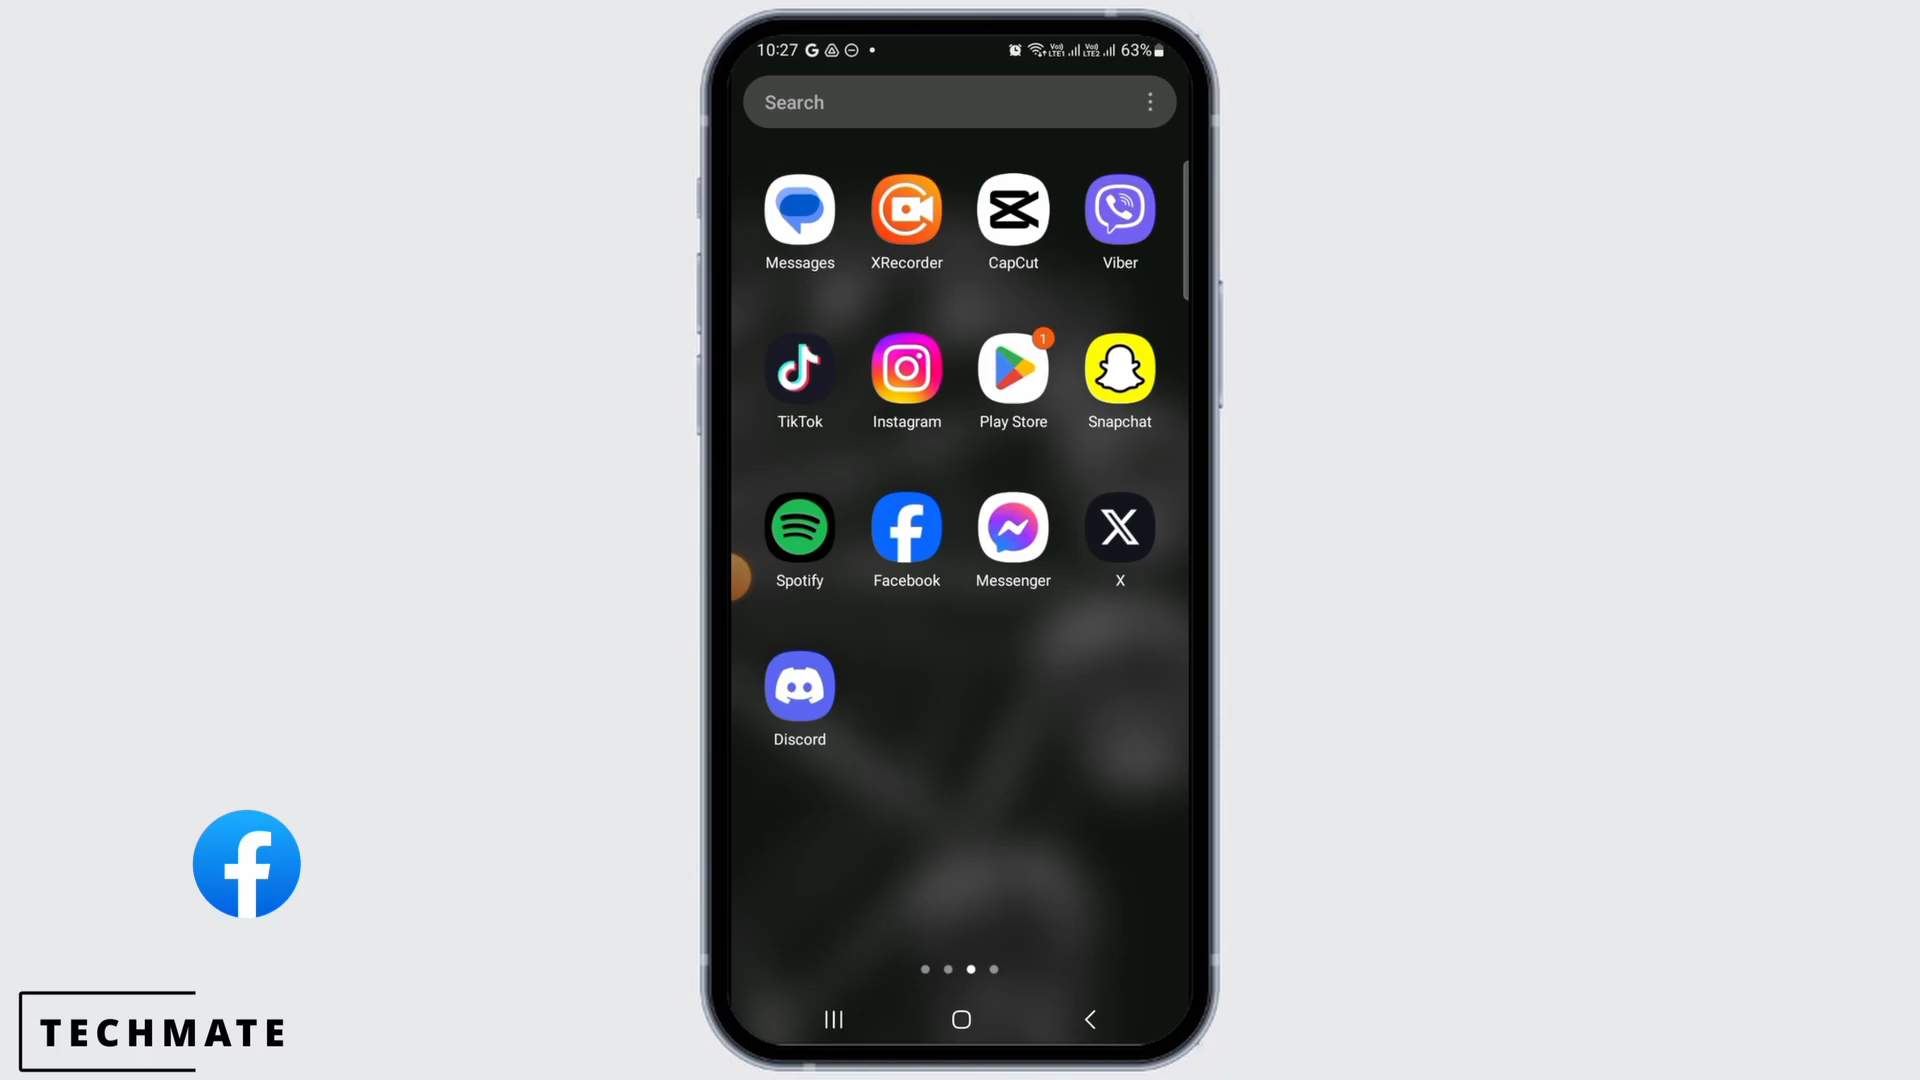 10:27 63%
Search
Messages XRecorder CapCut Viber
1
TikTok Instagram Play Store Snapchat
Spotify Facebook Messenger X
Discord
TECHMATE